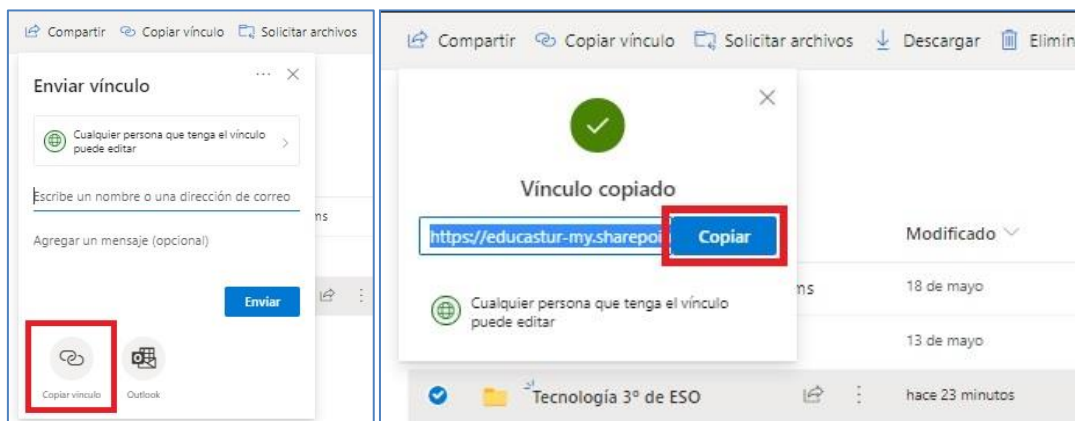 Compartir Copiar vínculo Solicitar archivos
Enviar vínculo
Cualquier persona que tenga el vínculo
puede editar
Escribe un nombre o una dirección de correo
ns
Agregar un mensaje (opcional)
Enviar
Copiar vínculo Outlook
Compartir Copiar vínculo Solicitar archivos Descargar Elimin
Vínculo copiado
https://educastur-my.sharepoi Copiar
Modificado
Cualquier persona que tenga el vínculo
puede editar
ns 18 de mayo
13 de mayo
Tecnología 3º de ESO hace 23 minutos